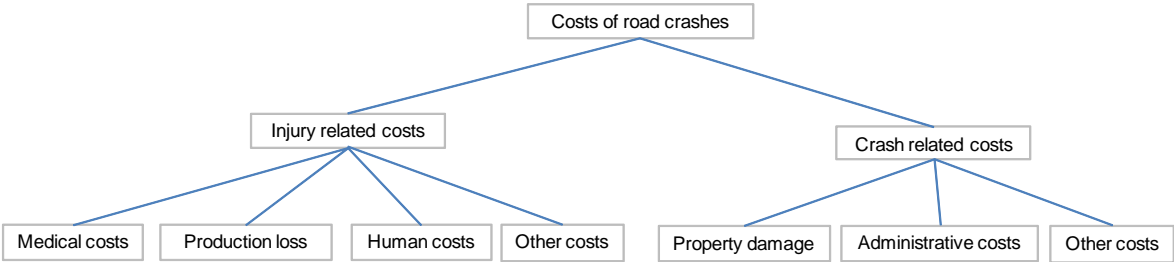 Costs of road crashes
Injury related costs
Crash related costs
Medical costs
Production loss
Human costs
Other costs
Property damage
Administrative costs
Other costs